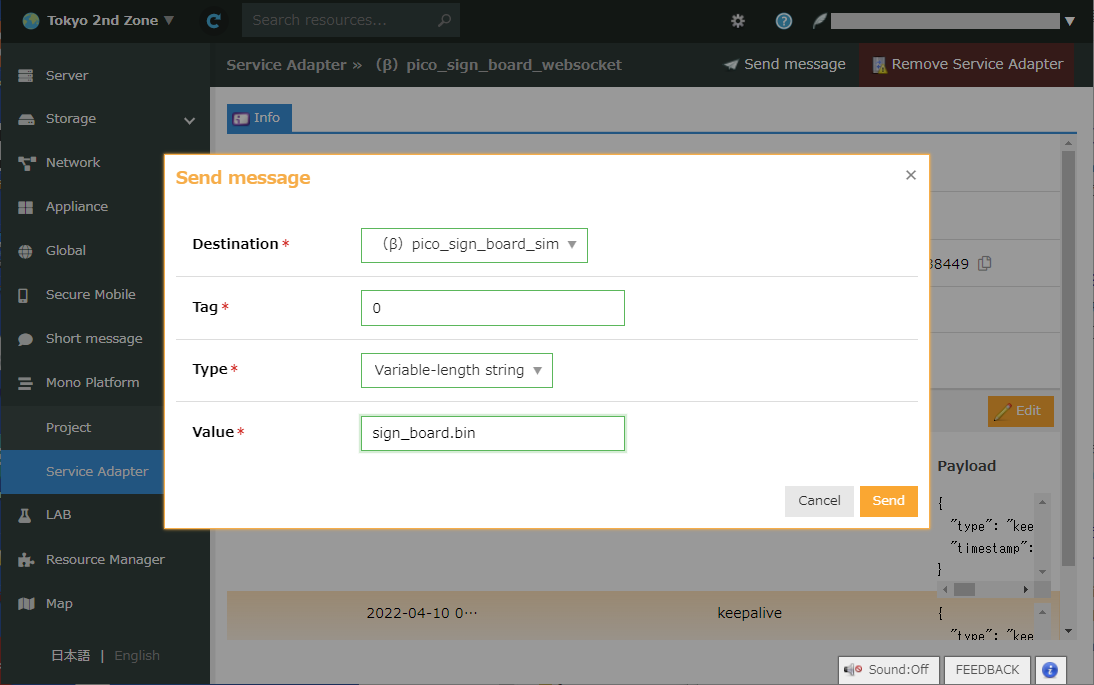 Tokyo 2nd Zone
Search resources...
Service Adapter » (β) pico_sign_board_websocket
Send message
Remove Service Adapter
Server
Storage
Network
Appliance
Global
Secure Mobile
Short message
Mono Platform
Project
Service Adapter
LAB
Resource Manager
Map
日本語 | English
Info
Send message
×
Destination *
(β) pico_sign_board_sim
Tag *
0
Type *
Variable-length string
Value *
sign_board.bin
Cancel
Send
38449
Edit
Payload
{
"type": "kee
"timestamp":
}
2022-04-10 0…
keepalive
{
"type": "kee
Sound:Off
FEEDBACK